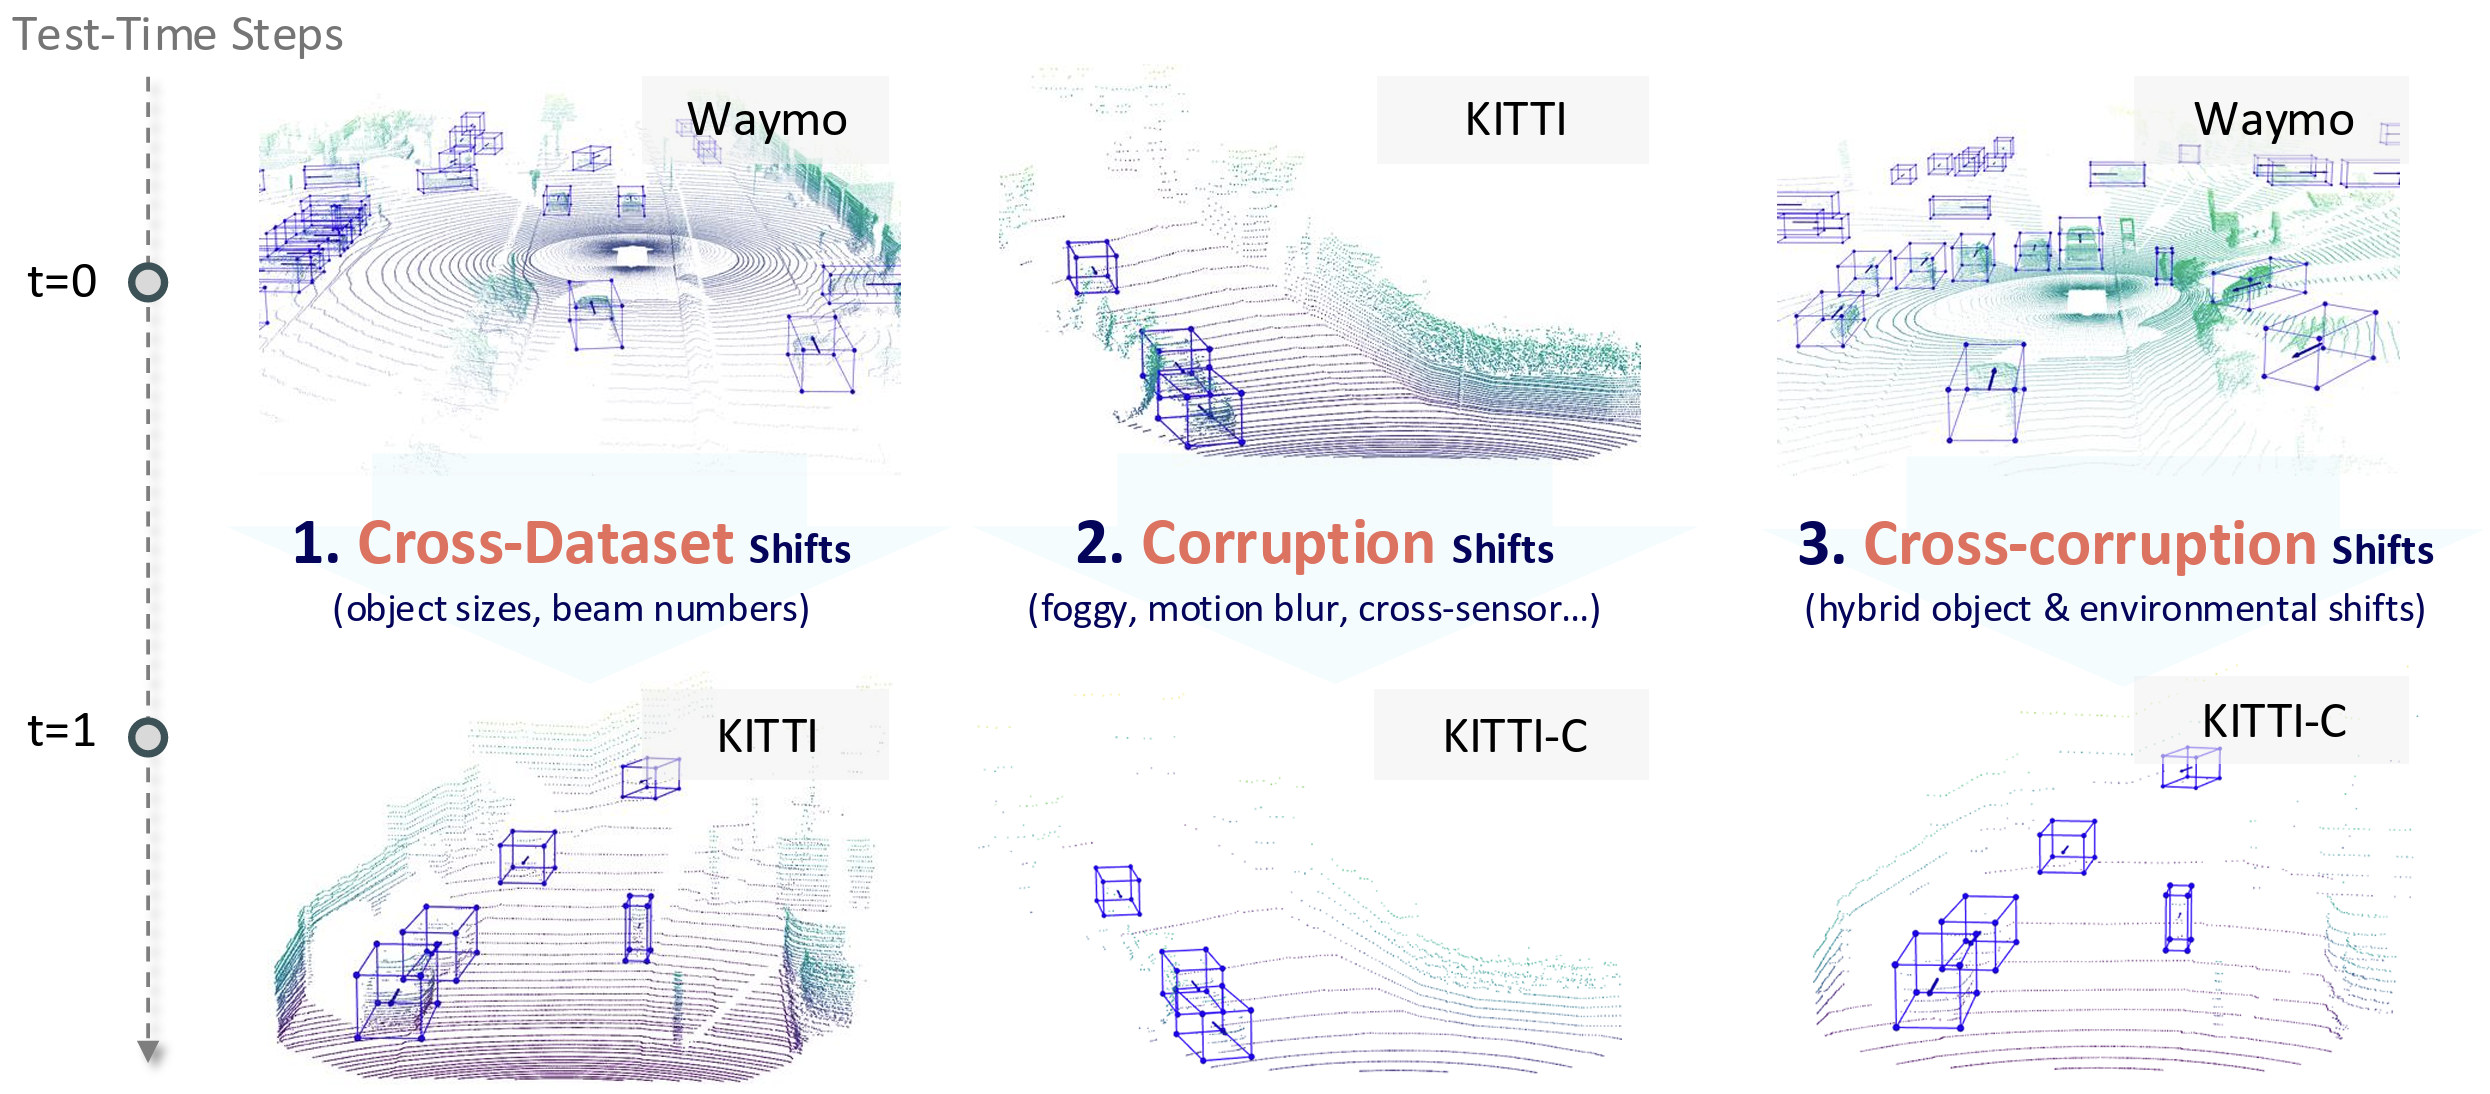 Test-Time Steps
Waymo
KITTI
Waymo
t=0
1. Cross-Dataset Shifts
(object sizes, beam numbers)
2. Corruption Shifts
(foggy, motion blur, cross-sensor...)
3. Cross-corruption Shifts
(hybrid object & environmental shifts)
t=1
KITTI
KITTI-C
KITTI-C